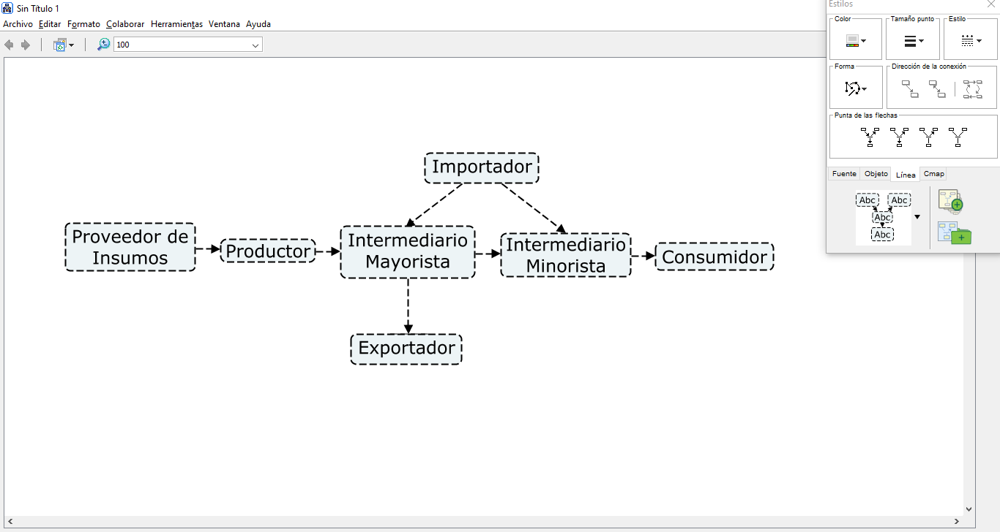 Sin Título 1
Archivo Editar Formato Colaborar Herramientas Ventana Ayuda
100
Importador
Proveedor de
Insumos
Productor
Intermediario
Mayorista
Intermediario
Minorista
Consumidor
Exportador
Estilos
Color Tamaño punto Estilo
Forma Dirección de la conexión
Punta de las flechas
Fuente Objeto Línea Cmap
Abc Abc
Abc
Abc